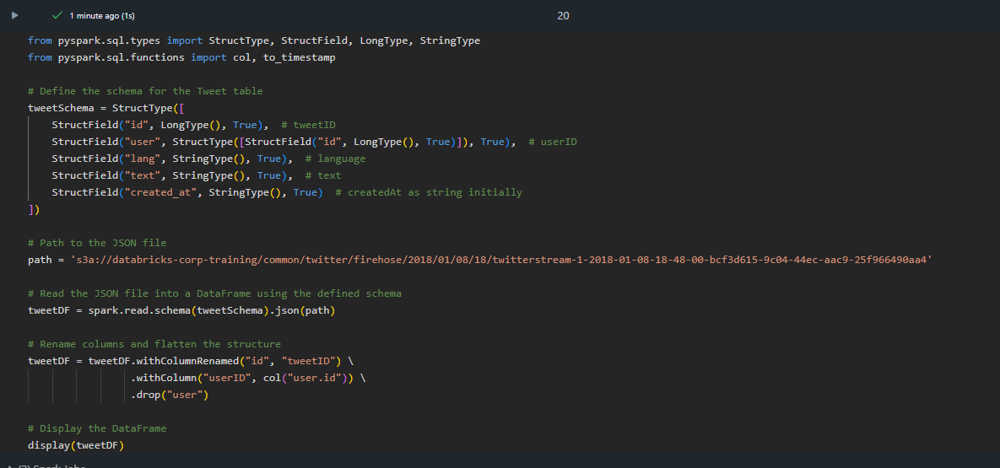 1 minute ago (1s)
20
from pyspark.sql.types import StructType, StructField, LongType, StringType
from pyspark.sql.functions import col, to_timestamp
# Define the schema for the Tweet table
tweetSchema = StructType([
    StructField("id", LongType(), True),  # tweetID
    StructField("user", StructType([StructField("id", LongType(), True)]), True),  # userID
    StructField("lang", StringType(), True),  # language
    StructField("text", StringType(), True),  # text
    StructField("created_at", StringType(), True)  # createdAt as string initially
])
# Path to the JSON file
path = 's3a://databricks-corp-training/common/twitter/firehose/2018/01/08/18/twitterstream-1-2018-01-08-18-48-00-bcf3d615-9c04-44ec-aac9-25f966490aa4'
# Read the JSON file into a DataFrame using the defined schema
tweetDF = spark.read.schema(tweetSchema).json(path)
# Rename columns and flatten the structure
tweetDF = tweetDF.withColumnRenamed("id", "tweetID") \
                 .withColumn("userID", col("user.id")) \
                 .drop("user")
# Display the DataFrame
display(tweetDF)